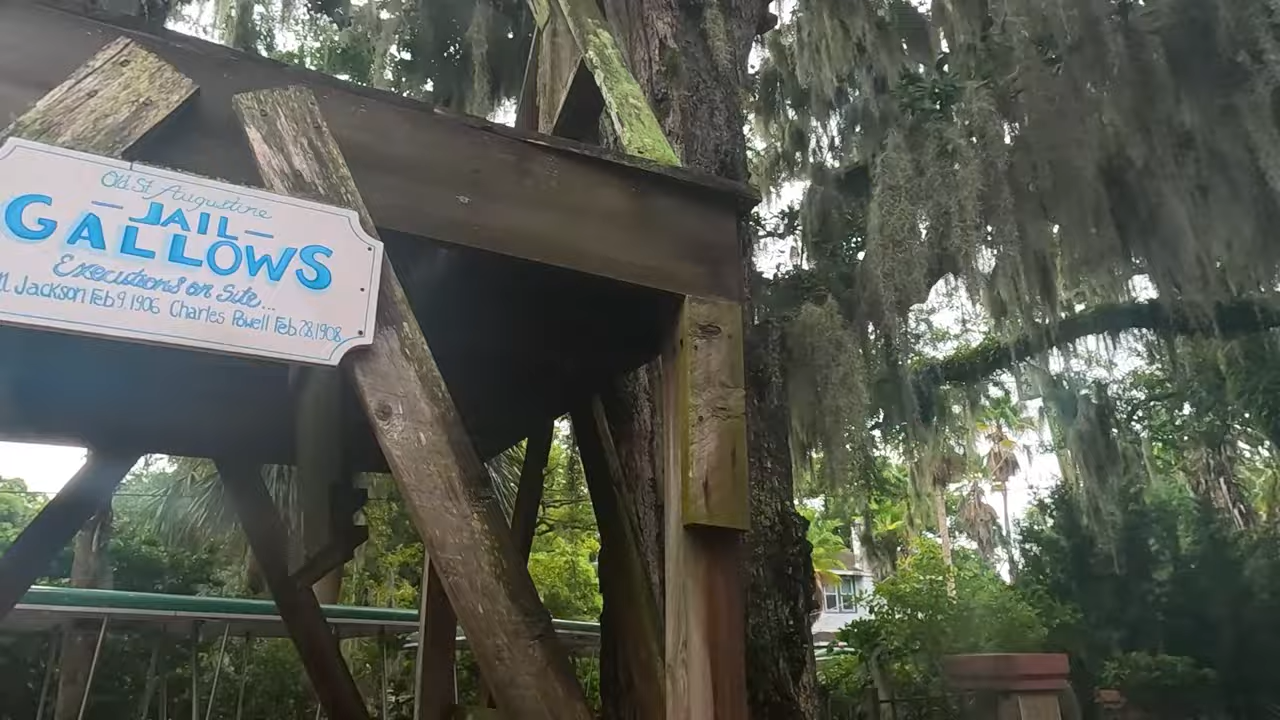 Old St Augustine
JAIL
GALLOWS
Executions on Site...
Jackson Feb 9, 1906 Charles Powell Feb 28, 1908